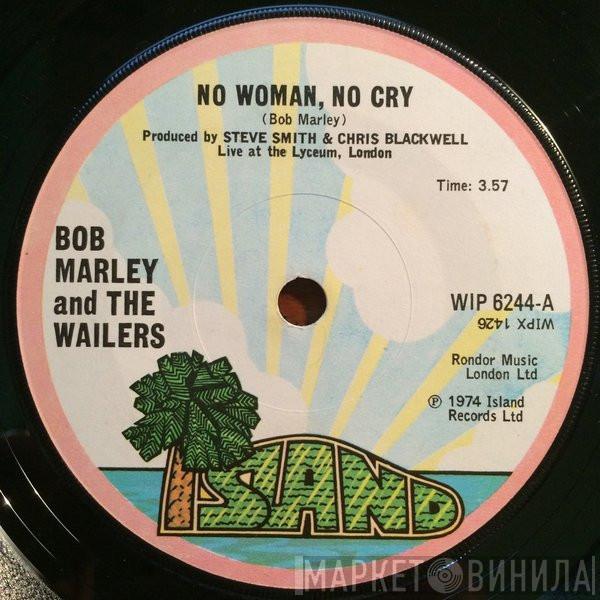 NO WOMAN, NO CRY
(Bob Marley)
Produced by STEVE SMITH & CHRIS BLACKWELL
Live at the Lyceum, London
Time: 3.57
BOB
MARLEY
and THE
WAILERS
WIP 6244-A
WIPX 1426
Rondor Music
London Ltd
℗ 1974 Island
Records Ltd
ISLAND
МАРКЕТ ВИНИЛА